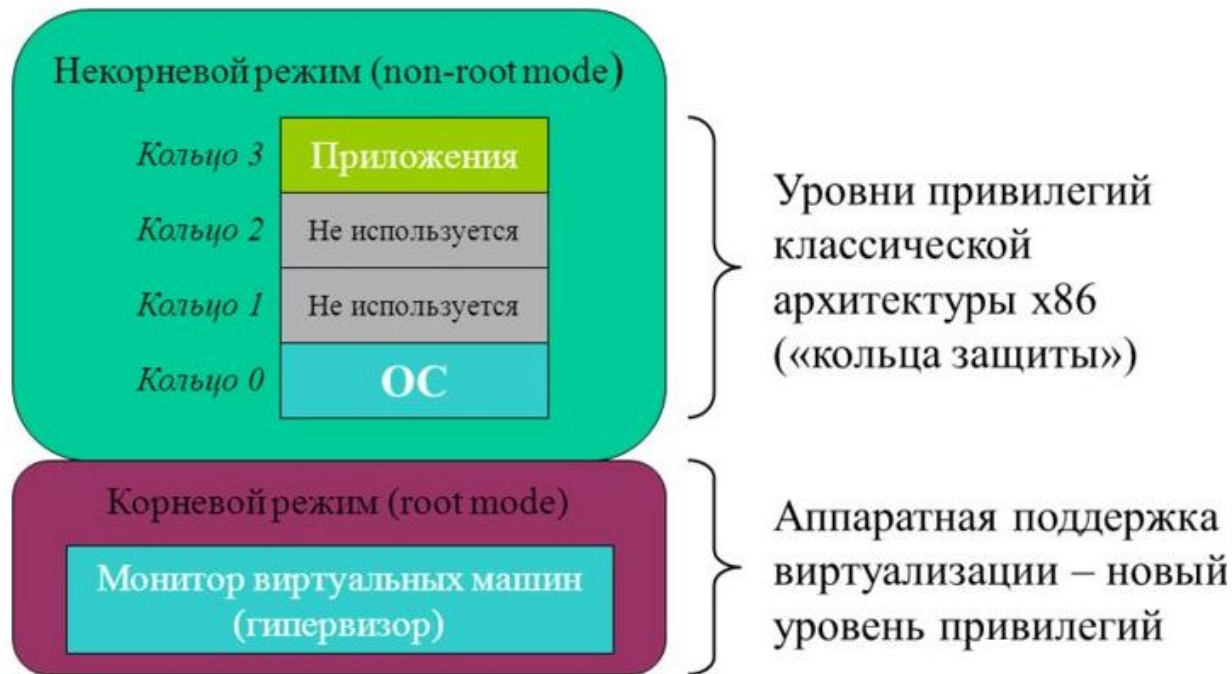 Некорневой режим (non-root mode)
Кольцо 3
Приложения
Кольцо 2
Не используется
Кольцо 1
Не используется
Кольцо 0
ОС
Уровни привилегий
классической
архитектуры x86
(«кольца защиты»)
Корневой режим (root mode)
Монитор виртуальных машин
(гипервизор)
Аппаратная поддержка
виртуализации – новый
уровень привилегий